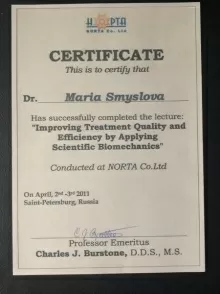 NORTA
NORTA Co. Ltd
CERTIFICATE
This is to certify that
Dr. Maria Smyslova
Has successfully completed the lecture:
"Improving Treatment Quality and
Efficiency by Applying
Scientific Biomechanics"
Conducted at NORTA Co.Ltd
On April, 2nd -3rd 2011
Saint-Petersburg, Russia
Professor Emeritus
Charles J. Burstone, D.D.S., M.S.